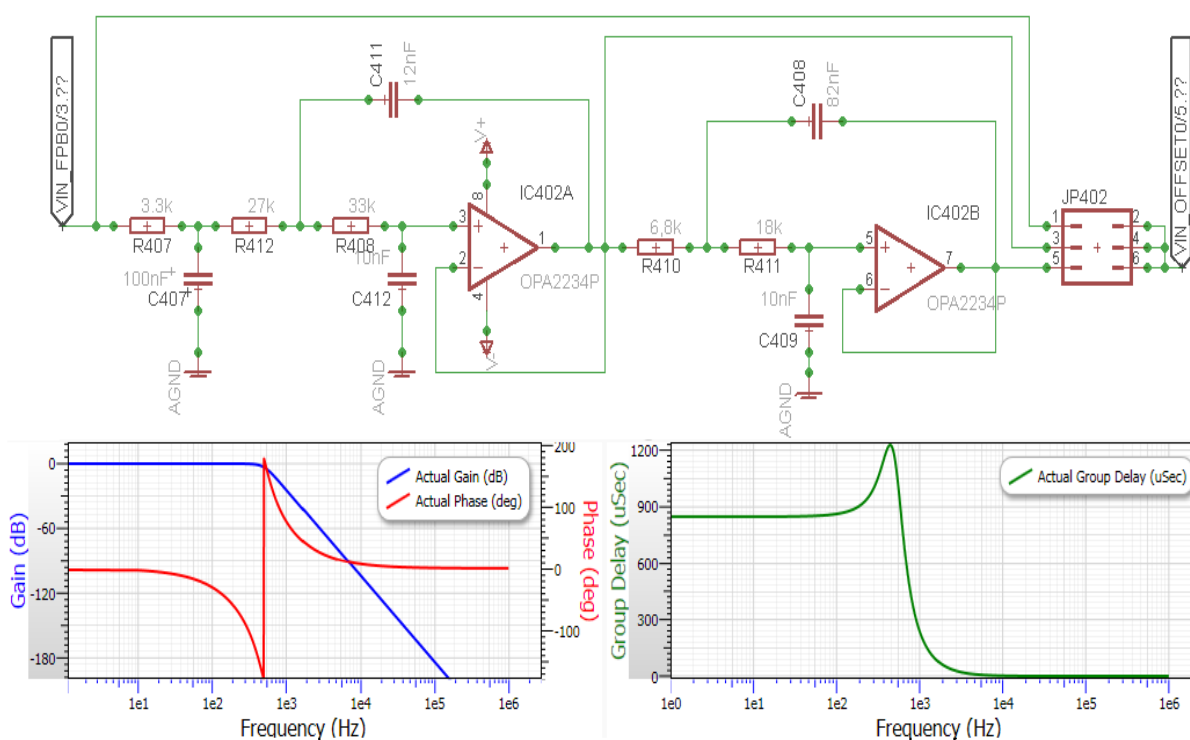 VIN_FPB0/3.??
3.3k
R407
100nF
C407
AGND
27k
R412
33k
R408
10nF
C412
AGND
C411
12nF
V+
8
3
2
1
4
V-
IC402A
OPA2234P
6,8k
R410
18k
R411
10nF
C409
AGND
C408
82nF
5
6
7
IC402B
OPA2234P
JP402
1
2
3
4
5
6
VIN_OFFSET0/5.??
Gain (dB)
0
-60
-120
-180
Actual Gain (dB)
Actual Phase (deg)
200
100
0
-100
Phase (deg)
1e1
1e2
1e3
1e4
1e5
1e6
Frequency (Hz)
Group Delay (uSec)
1200
900
600
300
0
Actual Group Delay (uSec)
1e0
1e1
1e2
1e3
1e4
1e5
1e6
Frequency (Hz)